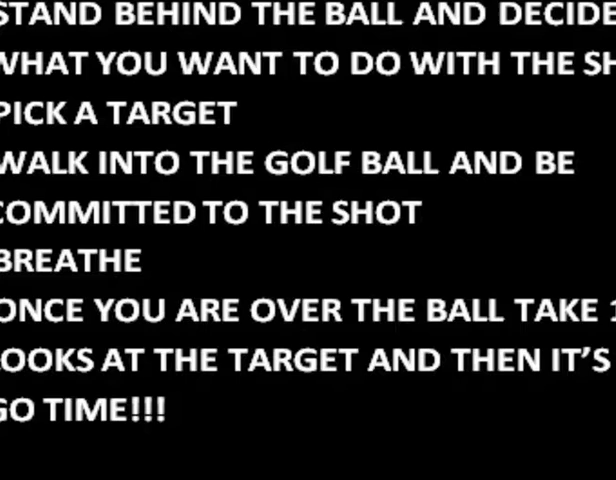 STAND BEHIND THE BALL AND DECIDE
WHAT YOU WANT TO DO WITH THE SH
PICK A TARGET
WALK INTO THE GOLF BALL AND BE
COMMITTED TO THE SHOT
BREATHE
ONCE YOU ARE OVER THE BALL TAKE 1
LOOKS AT THE TARGET AND THEN IT’S
GO TIME!!!